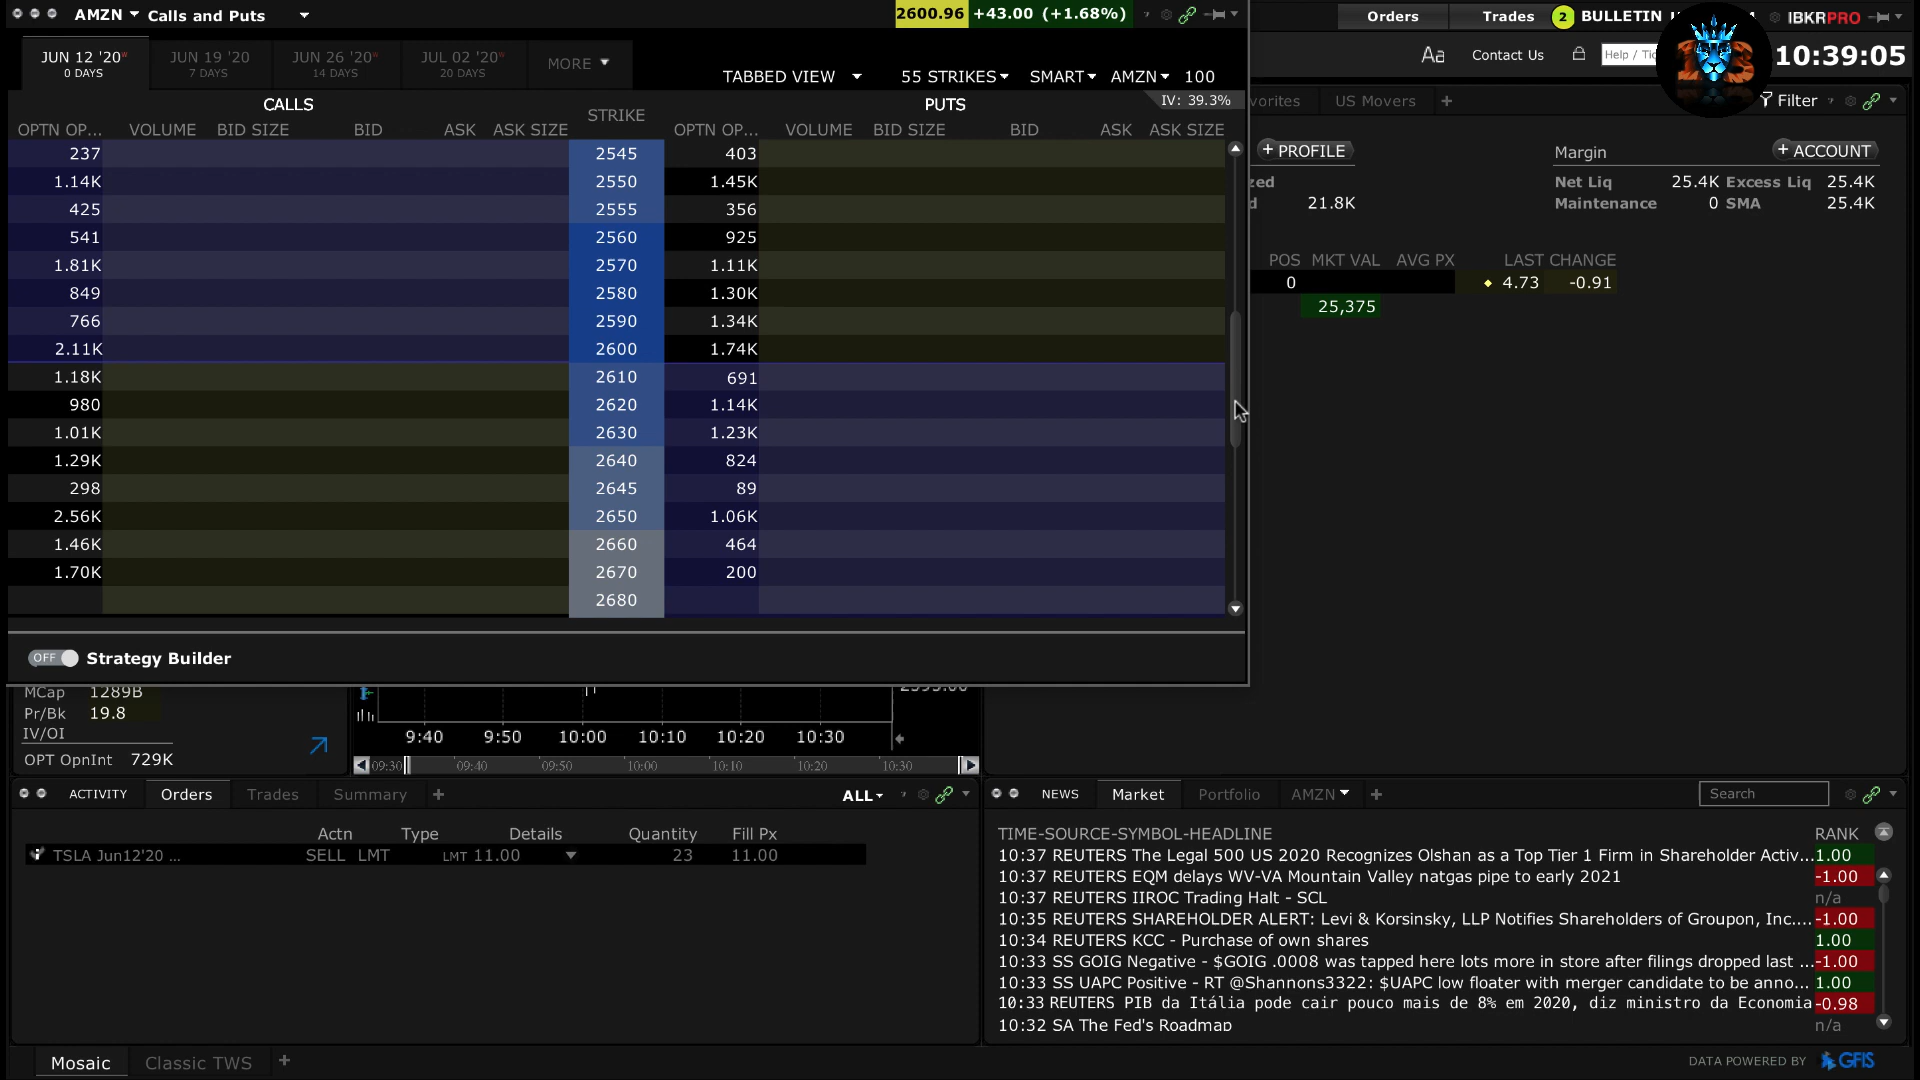 AMZN Calls and Puts 2600.96 +43.00 (+1.68%)
Orders Trades 2 BULLETIN IBKRPRO
JUN 12 '20 JUN 19 '20 JUN 26 '20 JUL 02 '20 MORE
0 DAYS 7 DAYS 14 DAYS 20 DAYS
Aa Contact Us Help / 10:39:05
TABBED VIEW 55 STRIKES SMART AMZN 100
CALLS STRIKE PUTS IV: 39.3%
US Movers + Filter
OPTN OP... VOLUME BID SIZE BID ASK ASK SIZE OPTN OP... VOLUME BID SIZE BID ASK ASK SIZE
237 2545 403
1.14K 2550 1.45K
425 2555 356
541 2560 925
1.81K 2570 1.11K
849 2580 1.30K
766 2590 1.34K
2.11K 2600 1.74K
1.18K 2610 691
980 2620 1.14K
1.01K 2630 1.23K
1.29K 2640 824
298 2645 89
2.56K 2650 1.06K
1.46K 2660 464
1.70K 2670 200
2680
+ PROFILE Margin + ACCOUNT
Net Liq 25.4K Excess Liq 25.4K
21.8K Maintenance 0 SMA 25.4K
POS MKT VAL AVG PX LAST CHANGE
0 4.73 -0.91
25,375
OFF Strategy Builder
MCap 1289B
Pr/Bk 19.8
IV/OI
OPT OpnInt 729K
9:40 9:50 10:00 10:10 10:20 10:30
09:30 09:40 09:50 10:00 10:10 10:20 10:30
ACTIVITY Orders Trades Summary + ALL
Actn Type Details Quantity Fill Px
TSLA Jun12'20 ... SELL LMT LMT 11.00 23 11.00
NEWS Market Portfolio AMZN + Search
TIME-SOURCE-SYMBOL-HEADLINE RANK
10:37 REUTERS The Legal 500 US 2020 Recognizes Olshan as a Top Tier 1 Firm in Shareholder Activ... 1.00
10:37 REUTERS EQM delays WV-VA Mountain Valley natgas pipe to early 2021 -1.00
10:37 REUTERS IIROC Trading Halt - SCL n/a
10:35 REUTERS SHAREHOLDER ALERT: Levi & Korsinsky, LLP Notifies Shareholders of Groupon, Inc.... -1.00
10:34 REUTERS KCC - Purchase of own shares 1.00
10:33 SS GOIG Negative - $GOIG .0008 was tapped here lots more in store after filings dropped last ... -1.00
10:33 SS UAPC Positive - RT @Shannons3322: $UAPC low floater with merger candidate to be anno... 1.00
10:33 REUTERS PIB da Itália pode cair pouco mais de 8% em 2020, diz ministro da Economia -0.98
10:32 SA The Fed's Roadmap n/a
Mosaic Classic TWS +
DATA POWERED BY GFIS